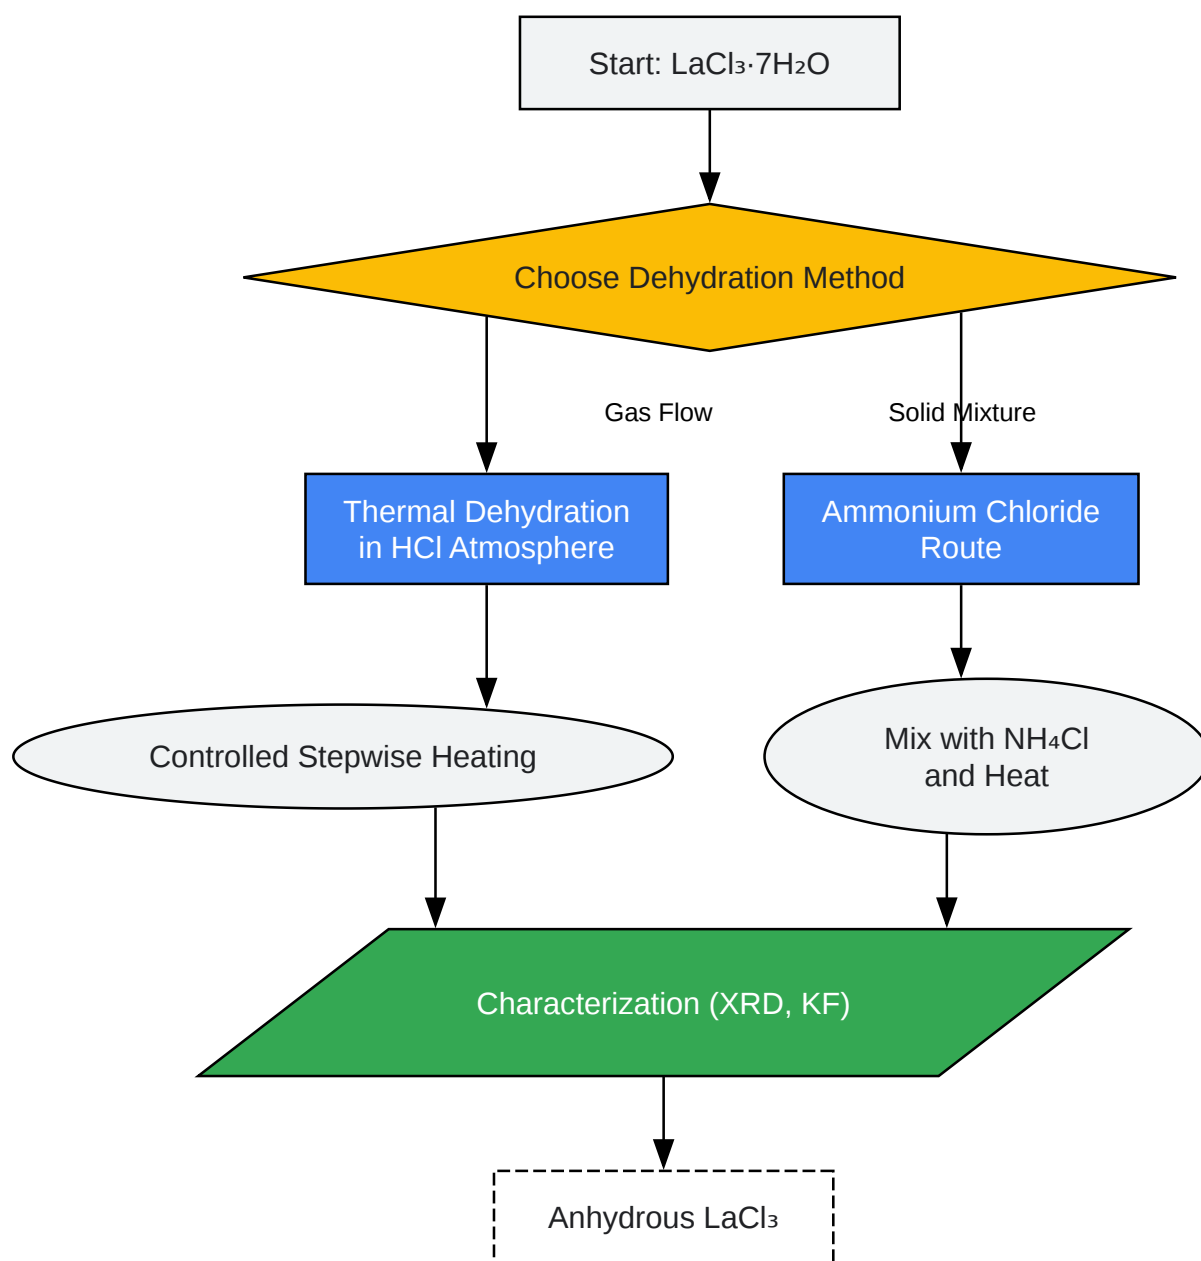 Start: LaCl₃·7H₂O
Choose Dehydration Method
Gas Flow
Solid Mixture
Thermal Dehydration
in HCl Atmosphere
Ammonium Chloride
Route
Controlled Stepwise Heating
Mix with NH₄Cl
and Heat
Characterization (XRD, KF)
Anhydrous LaCl₃